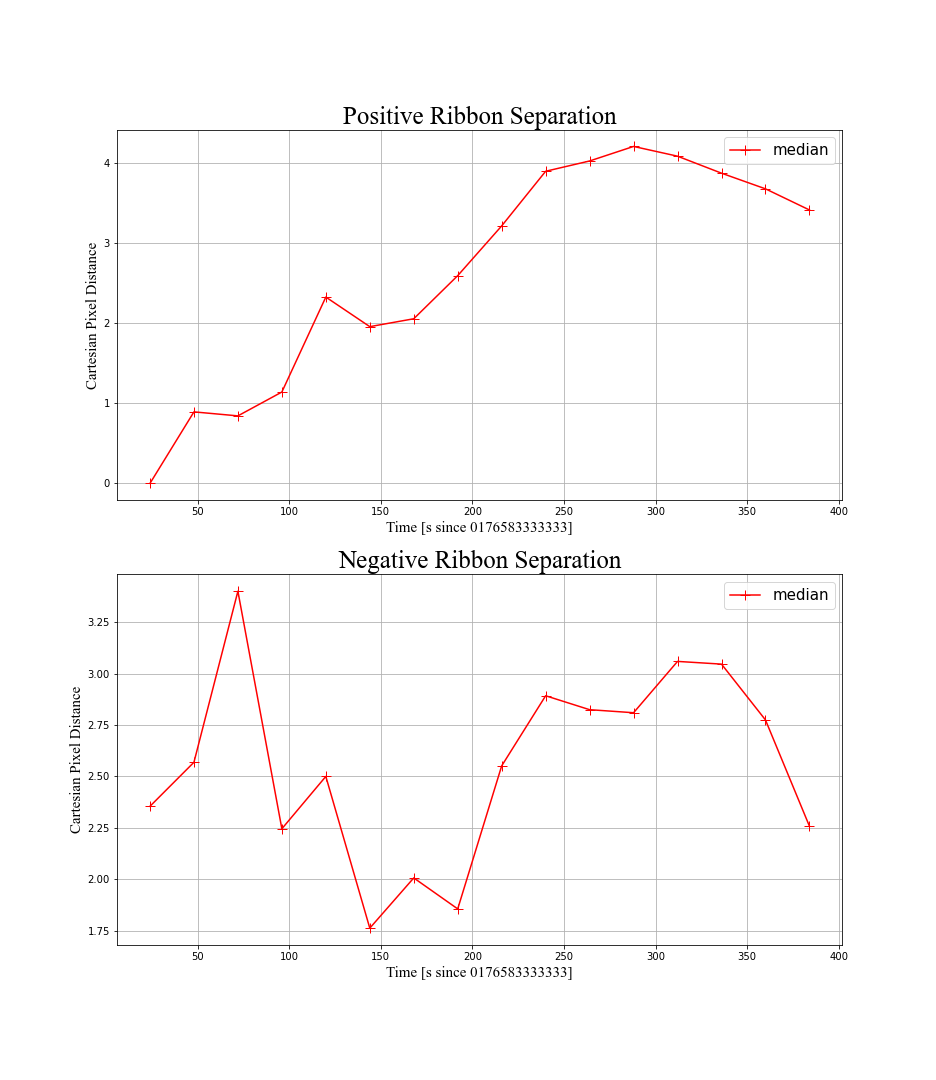 Positive Ribbon Separation
median
Cartesian Pixel Distance
4
3
2
1
0
50 100 150 200 250 300 350 400
Time [s since 0176583333333]
Negative Ribbon Separation
median
Cartesian Pixel Distance
3.25
3.00
2.75
2.50
2.25
2.00
1.75
50 100 150 200 250 300 350 400
Time [s since 0176583333333]